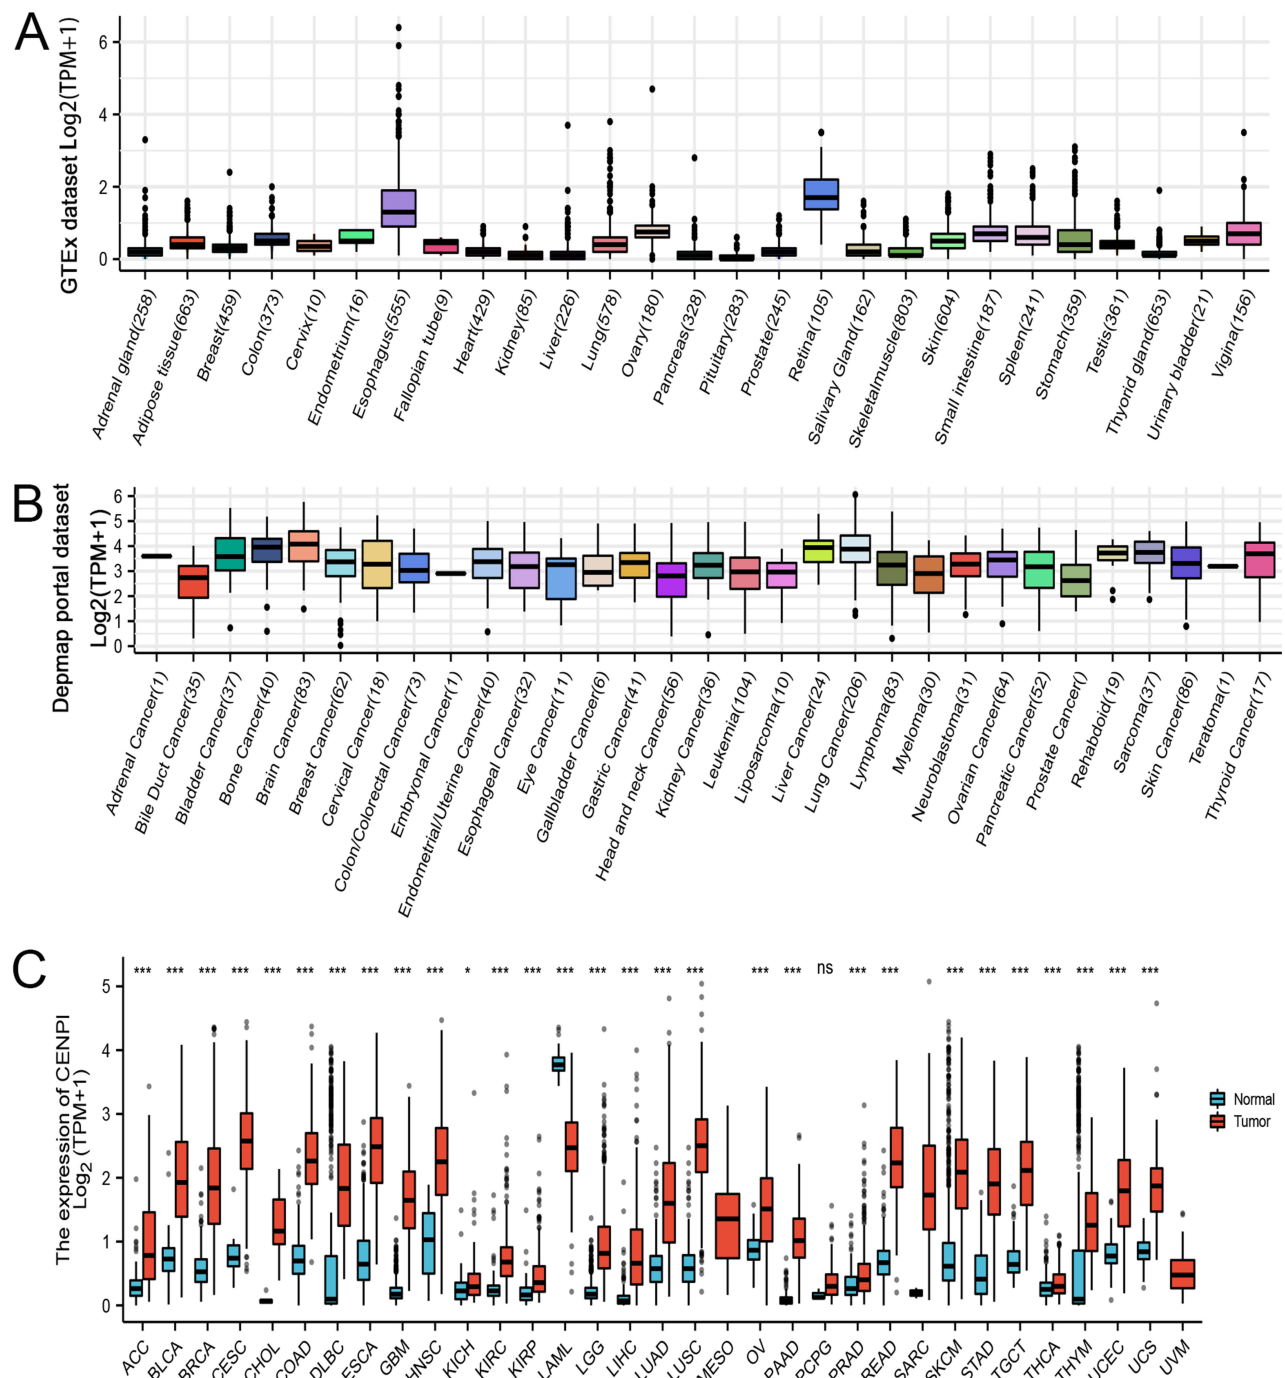 A
GTEx dataset Log2(TPM+1)
6
4
2
0
Adrenal gland(258)
Adipose tissue(663)
Breast(459)
Colon(373)
Cervix(10)
Endometrium(16)
Esophagus(555)
Fallopian tube(9)
Heart(429)
Kidney(85)
Liver(226)
Lung(578)
Ovary(180)
Pancreas(328)
Pituitary(283)
Prostate(245)
Retina(105)
Salivary Gland(162)
Skeletalmuscle(803)
Skin(604)
Small intestine(187)
Spleen(241)
Stomach(359)
Testis(361)
Thyorid gland(653)
Urinary bladder(21)
Vigina(156)
B
Depmap portal dataset
Log2(TPM+1)
6
5
4
3
2
1
0
Adrenal Cancer(1)
Bile Duct Cancer(35)
Bladder Cancer(37)
Bone Cancer(40)
Brain Cancer(83)
Breast Cancer(62)
Cervical Cancer(18)
Colon/Colorectal Cancer(73)
Embryonal Cancer(1)
Endometrial/Uterine Cancer(40)
Esophageal Cancer(32)
Eye Cancer(11)
Gallbladder Cancer(6)
Gastric Cancer(41)
Head and neck Cancer(56)
Kidney Cancer(36)
Leukemia(104)
Liposarcoma(10)
Liver Cancer(24)
Lung Cancer(206)
Lymphoma(83)
Myeloma(30)
Neuroblastoma(31)
Ovarian Cancer(64)
Pancreatic Cancer(52)
Prostate Cancer()
Rehabdoid(19)
Sarcoma(37)
Skin Cancer(86)
Teratoma(1)
Thyroid Cancer(17)
C
The expression of CENPI
Log2 (TPM+1)
*** *** *** *** *** *** *** *** *** *** * *** *** *** *** *** *** *** *** *** ns *** *** *** *** *** *** *** *** ***
5
4
3
2
1
0
Normal
Tumor
ACC
BLCA
BRCA
CESC
CHOL
COAD
DLBC
ESCA
GBM
HNSC
KICH
KIRC
KIRP
LAML
LGG
LIHC
LUAD
LUSC
MESO
OV
PAAD
PCPG
PRAD
READ
SARC
SKCM
STAD
TGCT
THCA
THYM
UCEC
UCS
UVM